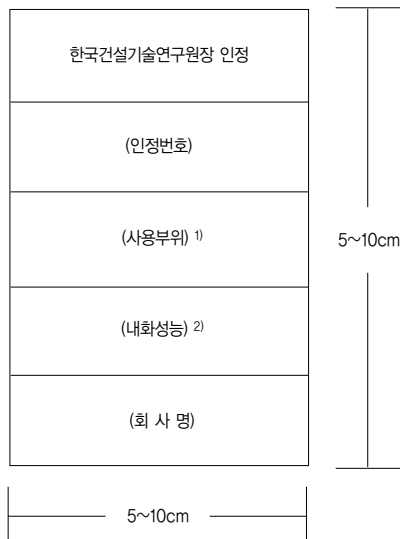 한국건설기술연구원장 인정
(인정번호)
(사용부위) 1)
5~10cm
(내화성능) 2)
(회 사 명)
5~10cm